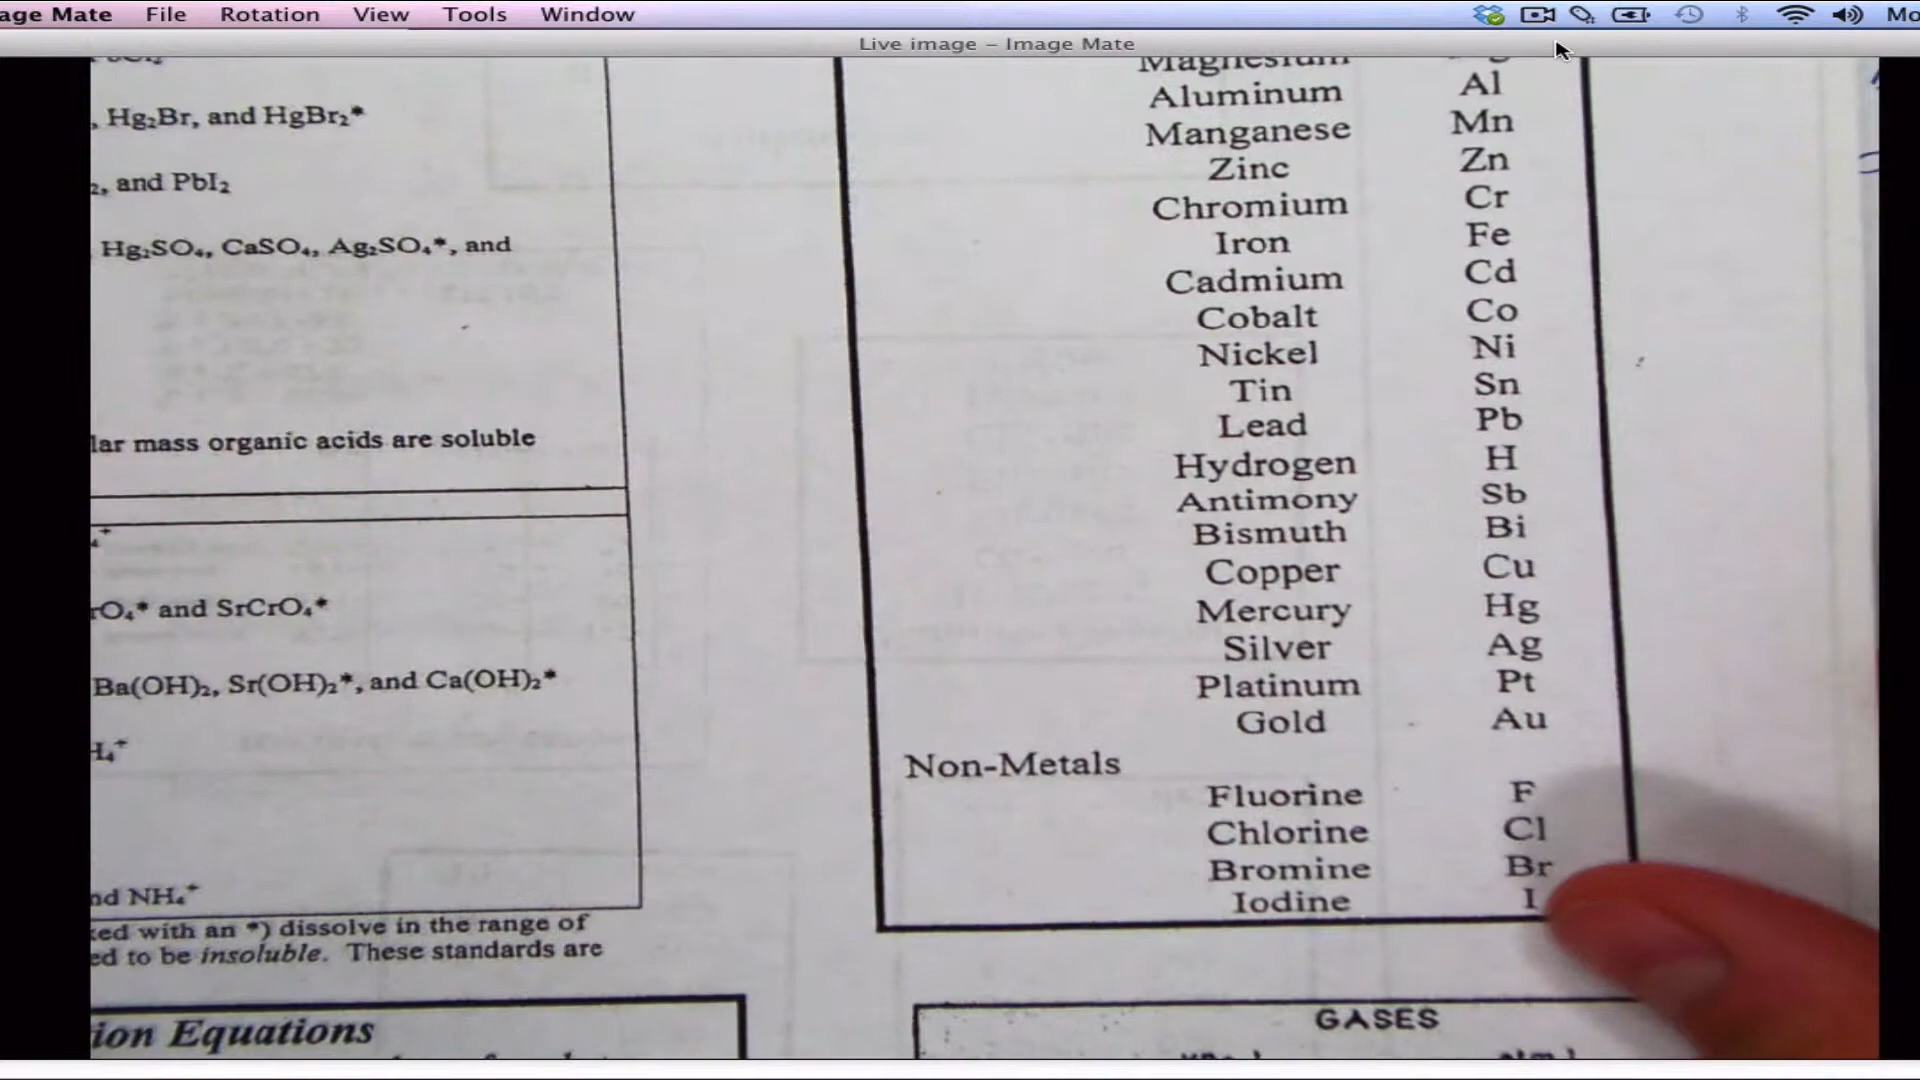 age Mate File Rotation View Tools Window Mo
Live image – Image Mate
, Hg₂Br, and HgBr₂*
₂, and PbI₂
Hg₂SO₄, CaSO₄, Ag₂SO₄*, and
lar mass organic acids are soluble
₄⁺
rO₄* and SrCrO₄*
Ba(OH)₂, Sr(OH)₂*, and Ca(OH)₂*
H₄⁺
nd NH₄⁺
ked with an *) dissolve in the range of
ed to be insoluble. These standards are
ion Equations
Magnesium
Aluminum Al
Manganese Mn
Zinc Zn
Chromium Cr
Iron Fe
Cadmium Cd
Cobalt Co
Nickel Ni
Tin Sn
Lead Pb
Hydrogen H
Antimony Sb
Bismuth Bi
Copper Cu
Mercury Hg
Silver Ag
Platinum Pt
Gold Au
Non-Metals
Fluorine F
Chlorine Cl
Bromine Br
Iodine I
GASES